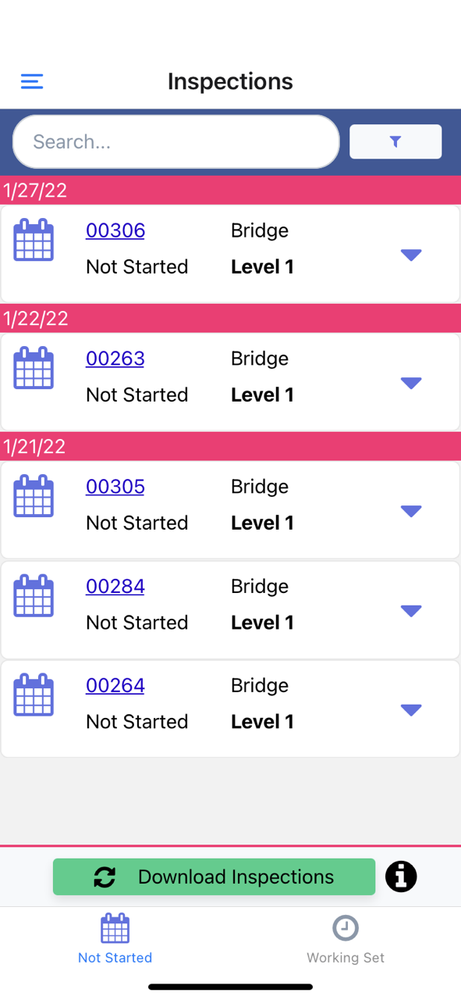 Inspections
Search...
1/27/22
00306 Bridge
Not Started Level 1
1/22/22
00263 Bridge
Not Started Level 1
1/21/22
00305 Bridge
Not Started Level 1
00284 Bridge
Not Started Level 1
00264 Bridge
Not Started Level 1
Download Inspections
Not Started Working Set